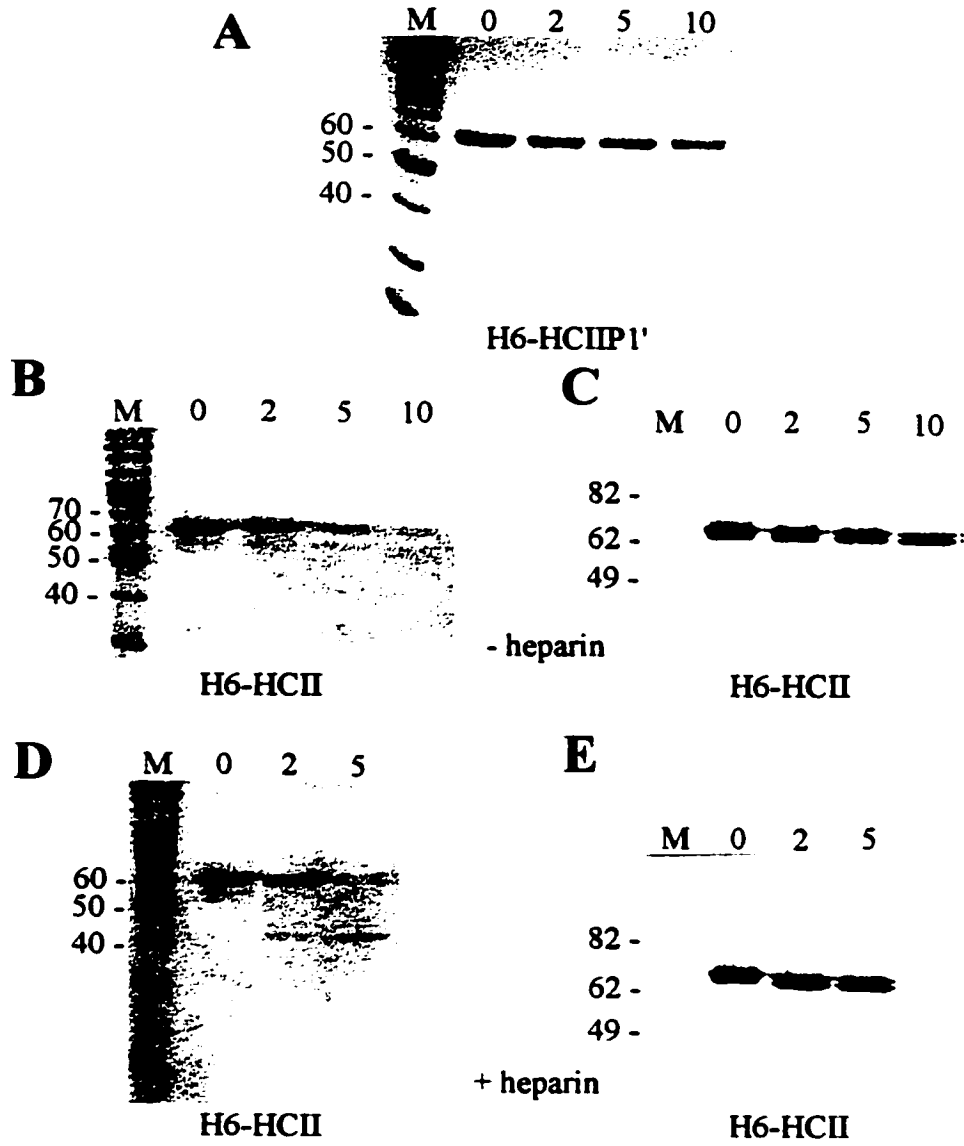 A
M 0 2 5 10
60 -
50 -
40 -
H6-HCIIP1'
B
M 0 2 5 10
70 -
60 -
50 -
40 -
- heparin
H6-HCII
C
M 0 2 5 10
82 -
62 -
49 -
H6-HCII
D
M 0 2 5
60 -
50 -
40 -
+ heparin
H6-HCII
E
M 0 2 5
82 -
62 -
49 -
H6-HCII